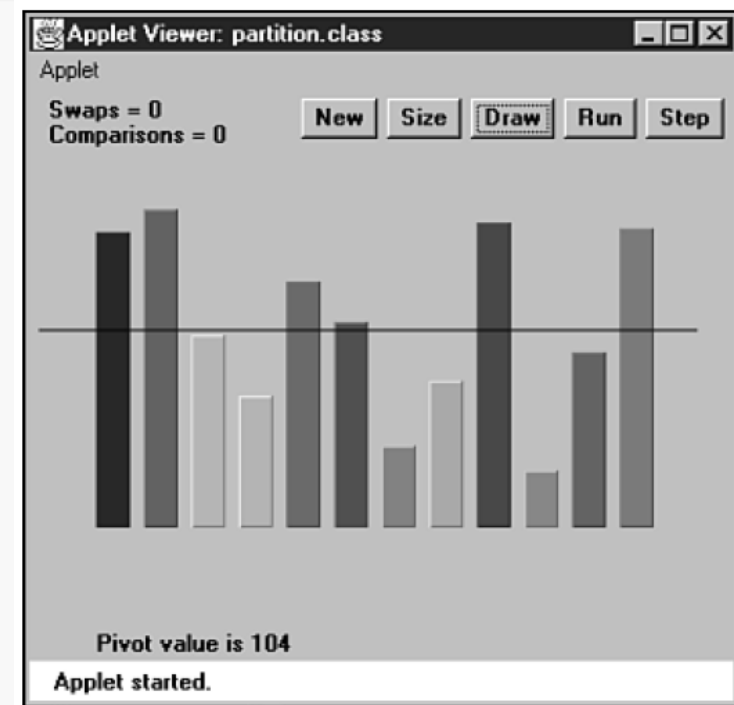 Applet Viewer: partition.class
Applet
Swaps = 0
Comparisons = 0
New Size Draw Run Step
Pivot value is 104
Applet started.